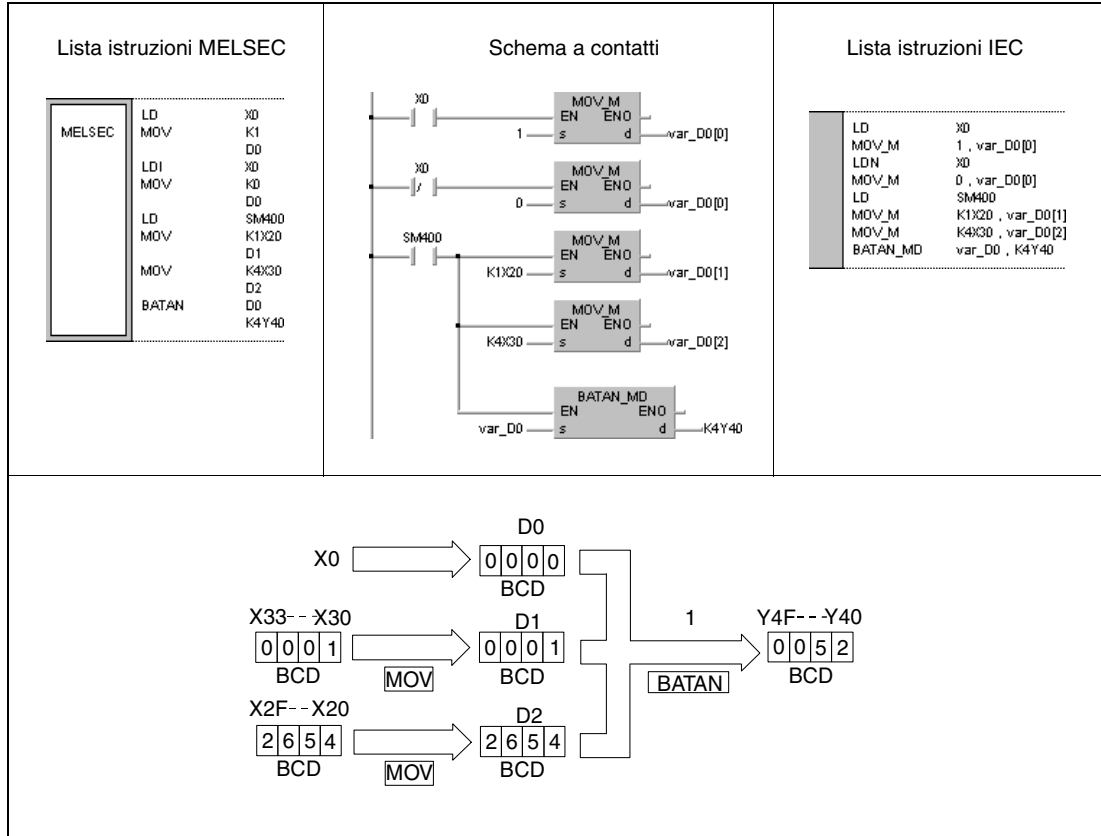 Lista istruzioni MELSEC
MELSEC
LD X0
MOV K1
D0
LDI X0
MOV K0
D0
LD SM400
MOV K1X20
D1
MOV K4X30
D2
BATAN D0
K4Y40
Schema a contatti
X0
MOV_M
EN ENO
1 s d var_D0[0]
X0
MOV_M
EN ENO
0 s d var_D0[0]
SM400
MOV_M
EN ENO
K1X20 s d var_D0[1]
MOV_M
EN ENO
K4X30 s d var_D0[2]
BATAN_MD
EN ENO
var_D0 s d K4Y40
Lista istruzioni IEC
LD X0
MOV_M 1 , var_D0[0]
LDN X0
MOV_M 0 , var_D0[0]
LD SM400
MOV_M K1X20 , var_D0[1]
MOV_M K4X30 , var_D0[2]
BATAN_MD var_D0 , K4Y40
D0
X0 0 0 0 0
BCD
X33---X30 D1 1 Y4F---Y40
0 0 0 1 0 0 0 1 0 0 5 2
BCD MOV BCD BATAN BCD
X2F--X20 D2
2 6 5 4 2 6 5 4
BCD MOV BCD